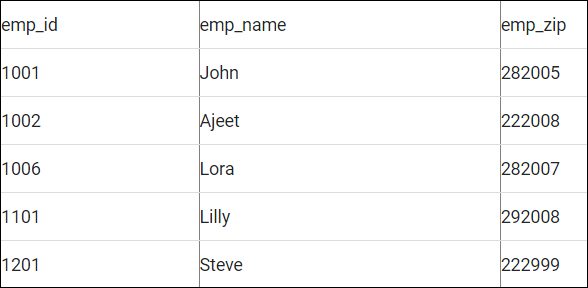 emp_id emp_name emp_zip
1001 John 282005
1002 Ajeet 222008
1006 Lora 282007
1101 Lilly 292008
1201 Steve 222999